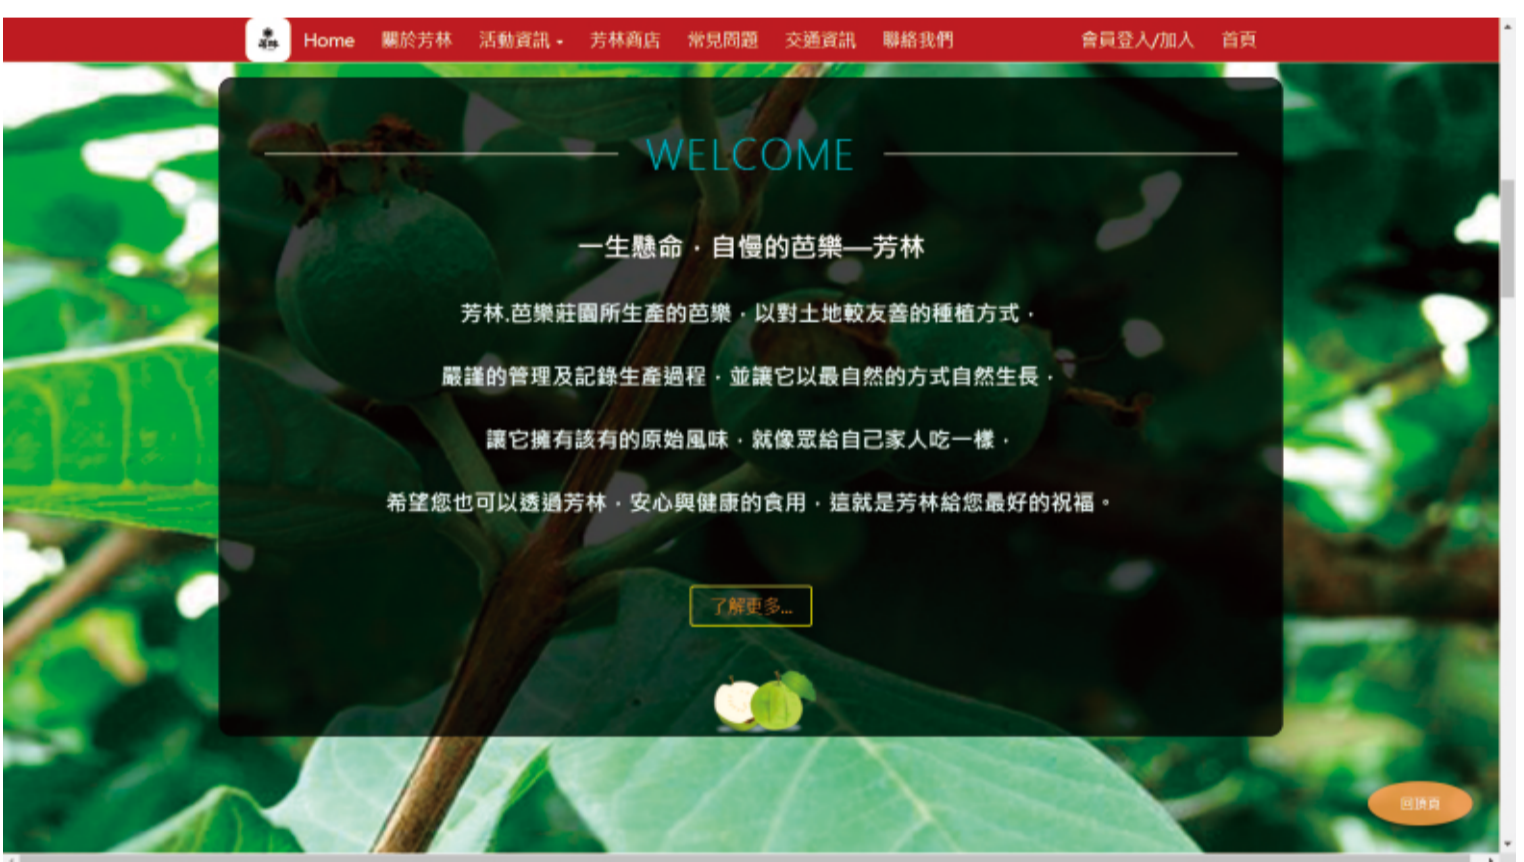 芳林 Home 關於芳林 活動資訊 芳林商店 常見問題 交通資訊 聯絡我們 會員登入/加入 首頁
WELCOME
一生懸命，自慢的芭樂—芳林
芳林.芭樂莊園所生產的芭樂，以對土地較友善的種植方式，
嚴謹的管理及記錄生產過程，並讓它以最自然的方式自然生長，
讓它擁有該有的原始風味，就像眾給自己家人吃一樣，
希望您也可以透過芳林，安心與健康的食用，這就是芳林給您最好的祝福。
了解更多...
回頂頁